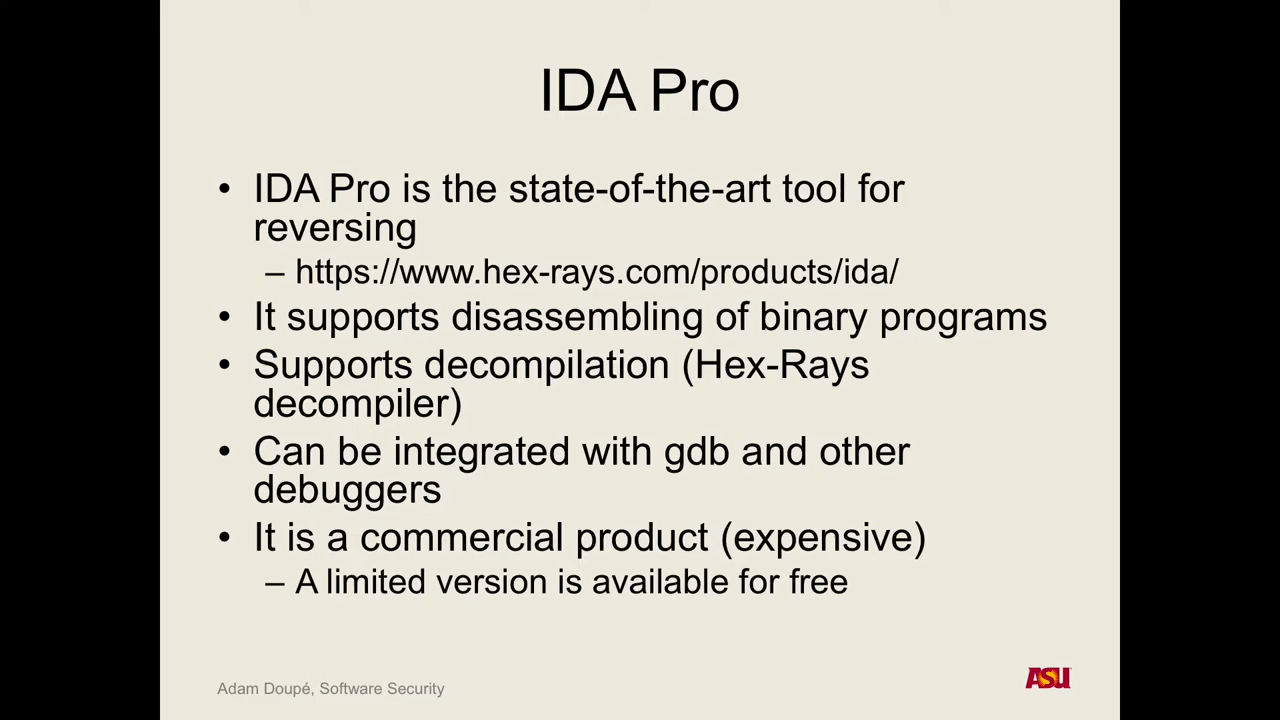 IDA Pro
• IDA Pro is the state-of-the-art tool for
reversing
– https://www.hex-rays.com/products/ida/
• It supports disassembling of binary programs
• Supports decompilation (Hex-Rays
decompiler)
• Can be integrated with gdb and other
debuggers
• It is a commercial product (expensive)
– A limited version is available for free
Adam Doupé, Software Security
ASU